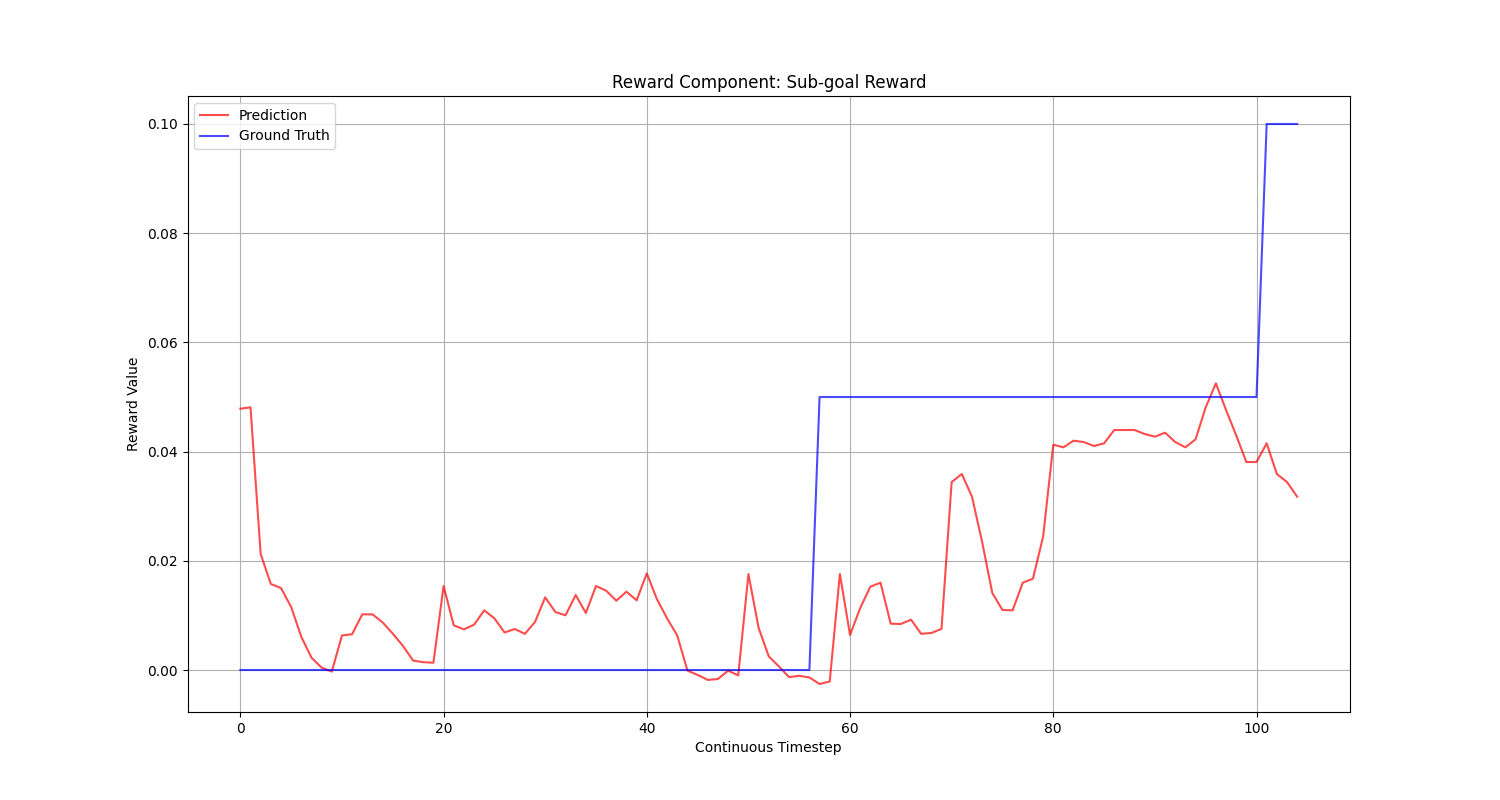 Reward Component: Sub-goal Reward
Prediction
Ground Truth
0.10
0.08
0.06
0.04
0.02
0.00
Reward Value
0 20 40 60 80 100
Continuous Timestep